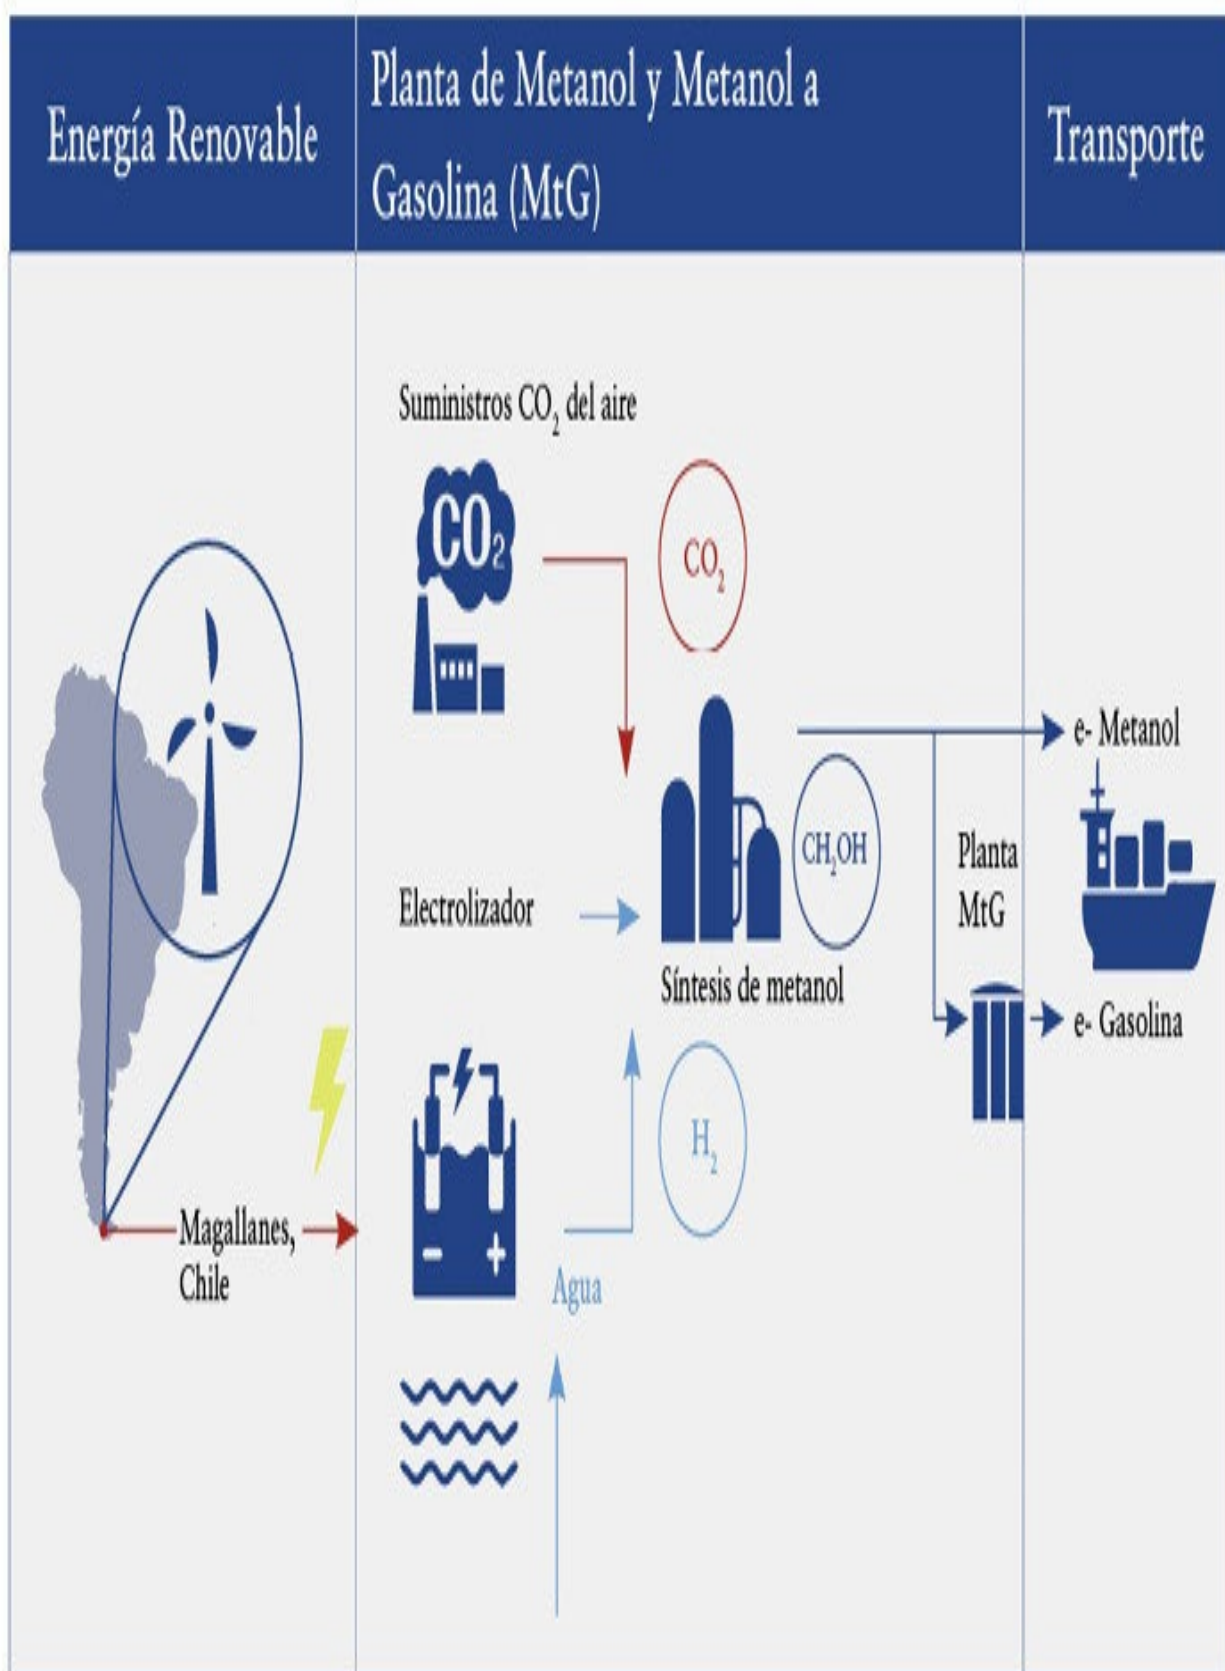 Energía Renovable
Planta de Metanol y Metanol a
Gasolina (MtG)
Transporte
Suministros CO₂ del aire
CO₂
CO₂
e- Metanol
CH₃OH
Planta
MtG
Electrolizador
Síntesis de metanol
e- Gasolina
H₂
Magallanes,
Chile
- +
Agua